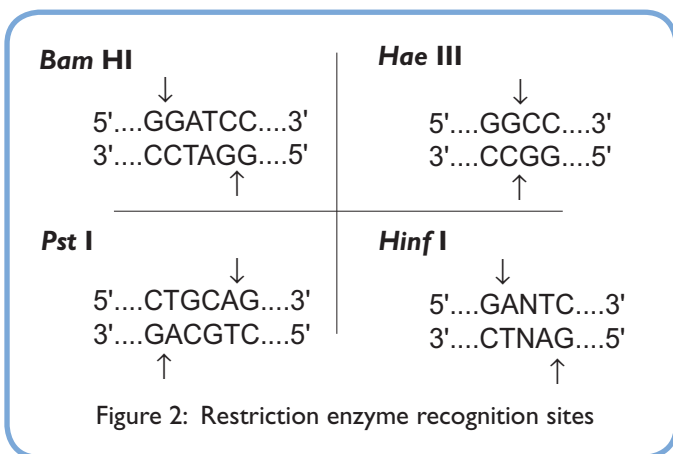 Bam HI
↓
5'....GGATCC....3'
3'....CCTAGG....5'
↑
Hae III
↓
5'....GGCC....3'
3'....CCGG....5'
↑
Pst I
↓
5'....CTGCAG....3'
3'....GACGTC....5'
↑
Hinf I
↓
5'....GANTC....3'
3'....CTNAG....5'
↑
Figure 2: Restriction enzyme recognition sites